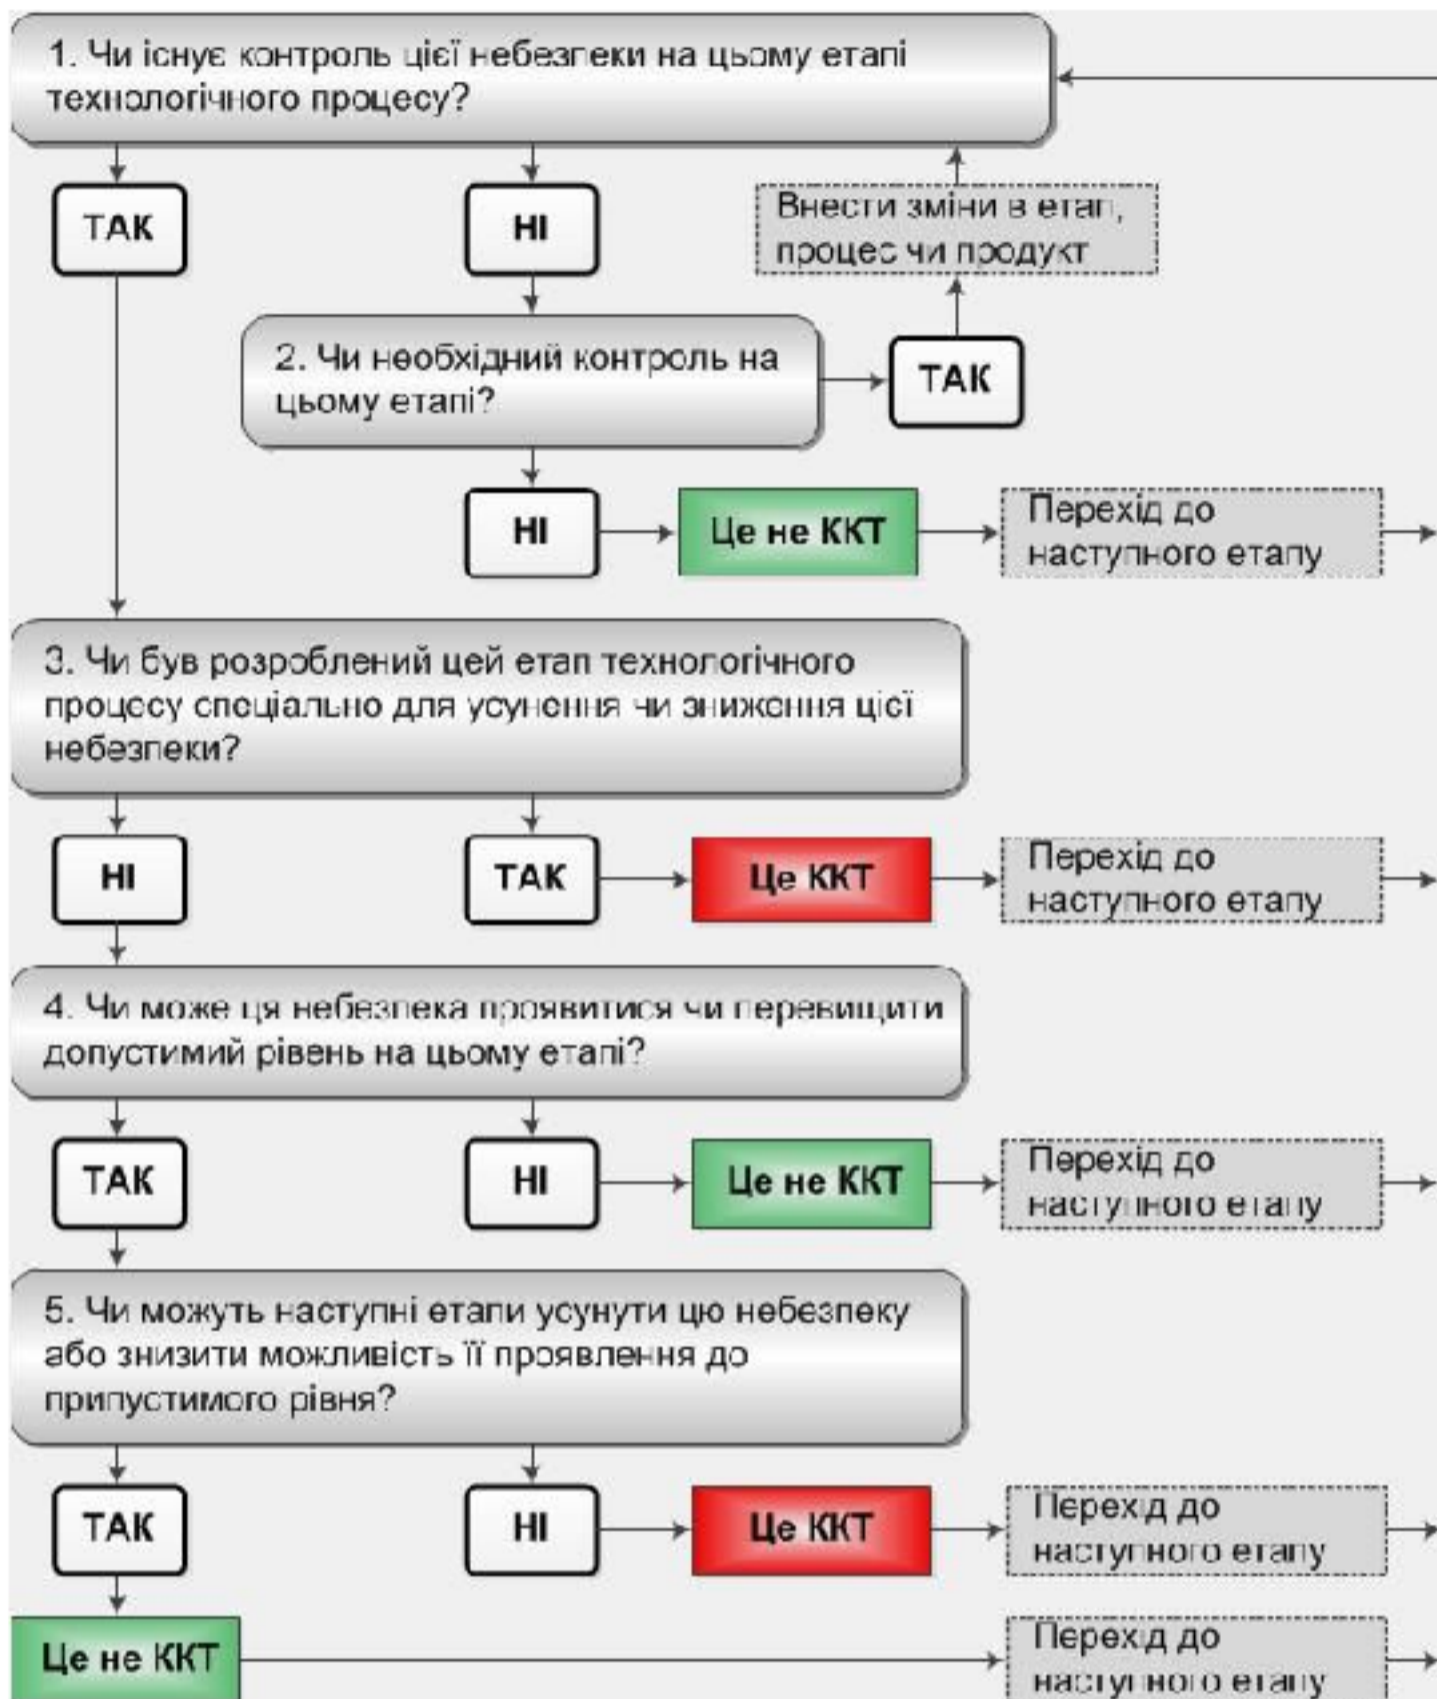 1. Чи існує контроль цієї небезпеки на цьому етапі
технологічного процесу?
ТАК
НІ
Внести зміни в етап,
процес чи продукт
2. Чи необхідний контроль на
цьому етапі?
ТАК
НІ
Це не ККТ
Перехід до
наступного етапу
3. Чи був розроблений цей етап технологічного
процесу спеціально для усунення чи зниження цієї
небезпеки?
НІ
ТАК
Це ККТ
Перехід до
наступного етапу
4. Чи може ця небезпека проявитися чи перевищити
допустимий рівень на цьому етапі?
ТАК
НІ
Це не ККТ
Перехід до
наступного етапу
5. Чи можуть наступні етапи усунути цю небезпеку
або знизити можливість її проявлення до
припустимого рівня?
ТАК
НІ
Це ККТ
Перехід до
наступного етапу
Це не ККТ
Перехід до
наступного етапу